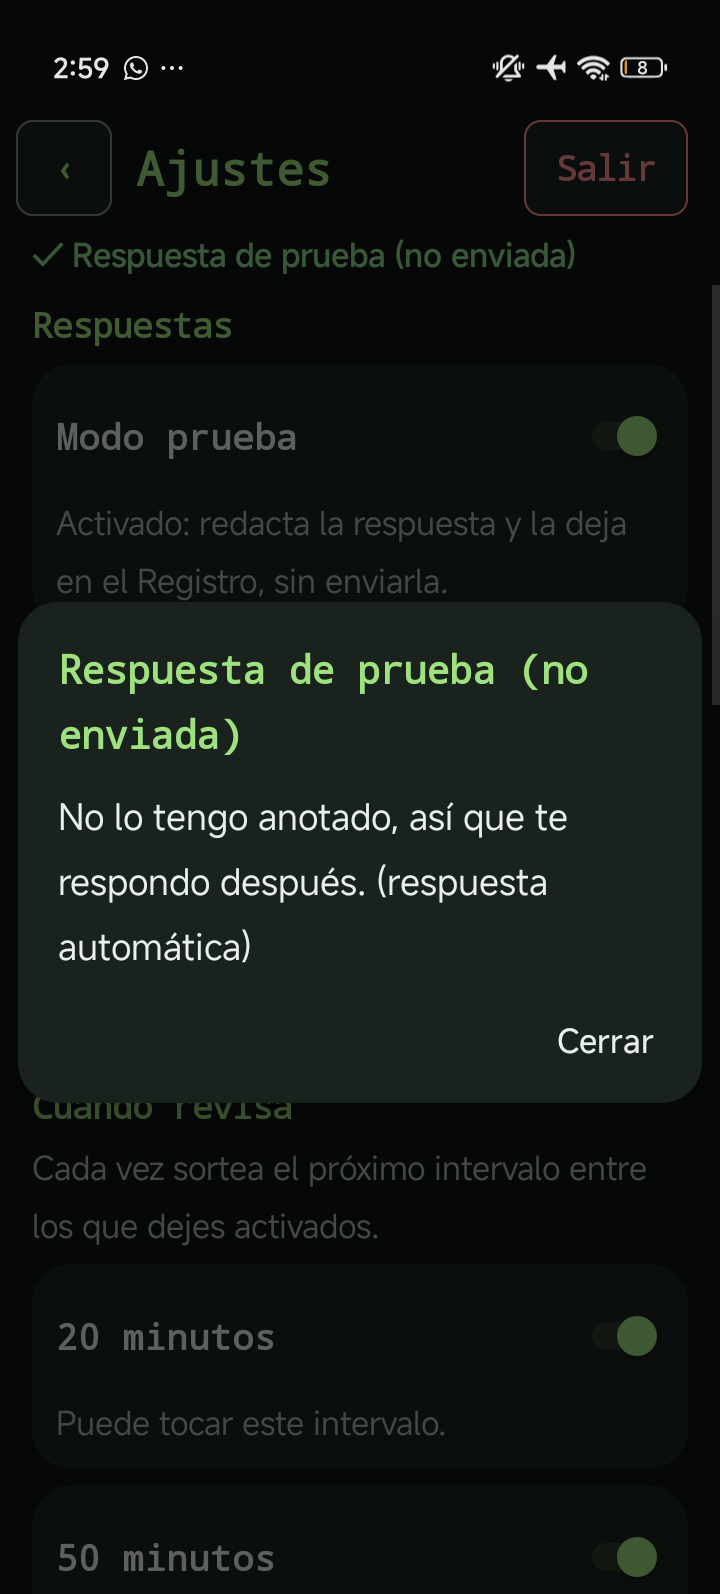 2:59 ...
8
‹ Ajustes Salir
✓ Respuesta de prueba (no enviada)
Respuestas
Modo prueba
Activado: redacta la respuesta y la deja
en el Registro, sin enviarla.
Respuesta de prueba (no
enviada)
No lo tengo anotado, así que te
respondo después. (respuesta
automática)
Cerrar
Cuándo revisa
Cada vez sortea el próximo intervalo entre
los que dejes activados.
20 minutos
Puede tocar este intervalo.
50 minutos